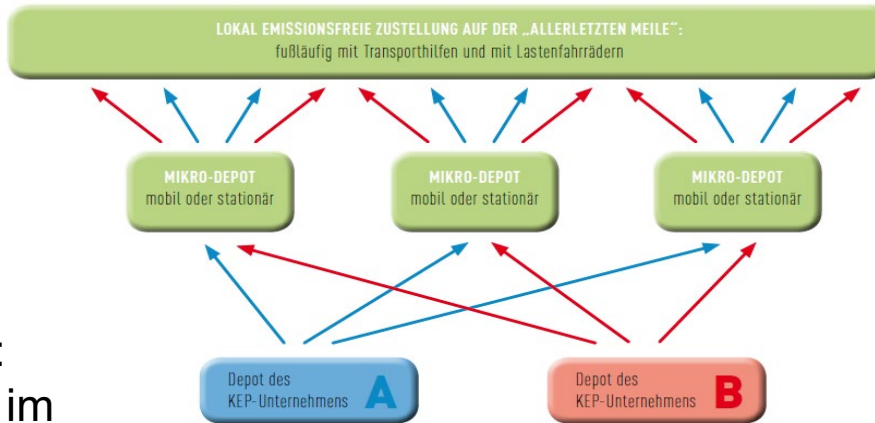 LOKAL EMISSIONSFREIE ZUSTELLUNG AUF DER „ALLERLETZTEN MEILE“:
fußläufig mit Transporthilfen und mit Lastenfahrrädern
MIKRO-DEPOT
mobil oder stationär
MIKRO-DEPOT
mobil oder stationär
MIKRO-DEPOT
mobil oder stationär
:
im
Depot des
KEP-Unternehmens A
Depot des
KEP-Unternehmens B